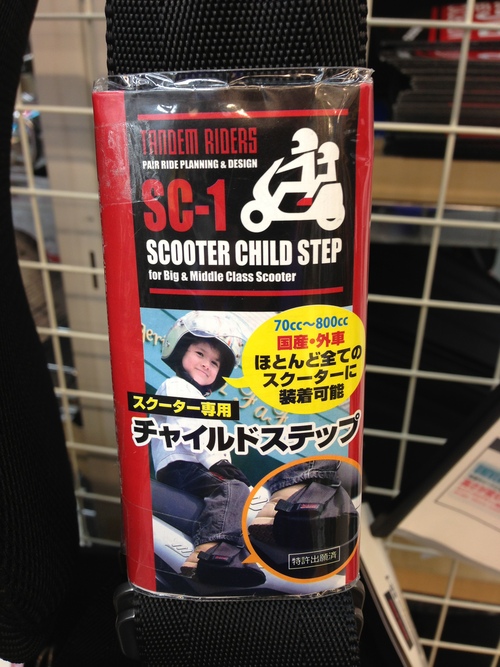 TANDEM RIDERS
PAIR RIDE PLANNING & DESIGN
SC-1
SCOOTER CHILD STEP
for Big & Middle Class Scooter
70cc～800cc
国産・外車
ほとんど全ての
スクーターに
装着可能
スクーター専用
チャイルドステップ
特許出願済